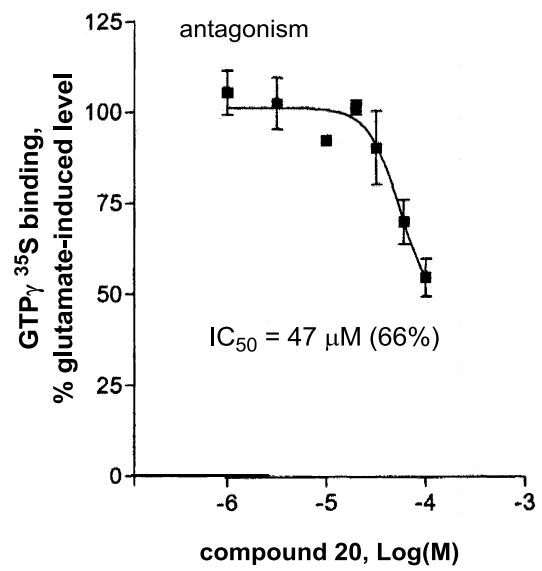 antagonism
125
100
75
50
25
0
GTPγ ³⁵S binding,
% glutamate-induced level
IC₅₀ = 47 μM (66%)
-6 -5 -4 -3
compound 20, Log(M)